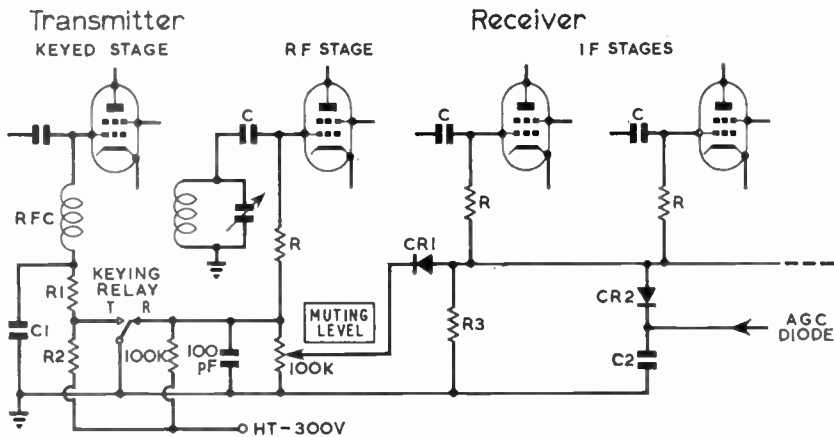 Transmitter
Receiver
KEYED STAGE
RF STAGE
IF STAGES
C
C
C
RFC
R
R
R
CR1
KEYING
RELAY
T R
R1
MUTING
LEVEL
CR2
R3
AGC
DIODE
C1
R2
100K
100
pF
100K
C2
HT-300V